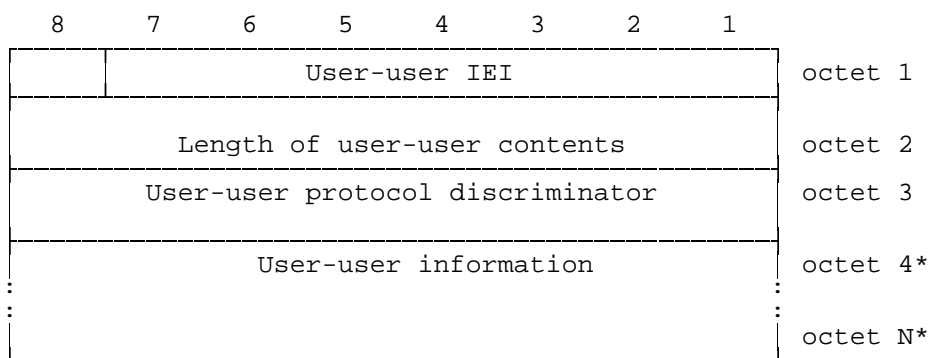 8 7 6 5 4 3 2 1
User-user IEI octet 1
Length of user-user contents octet 2
User-user protocol discriminator octet 3
User-user information octet 4*
: :
: :
octet N*